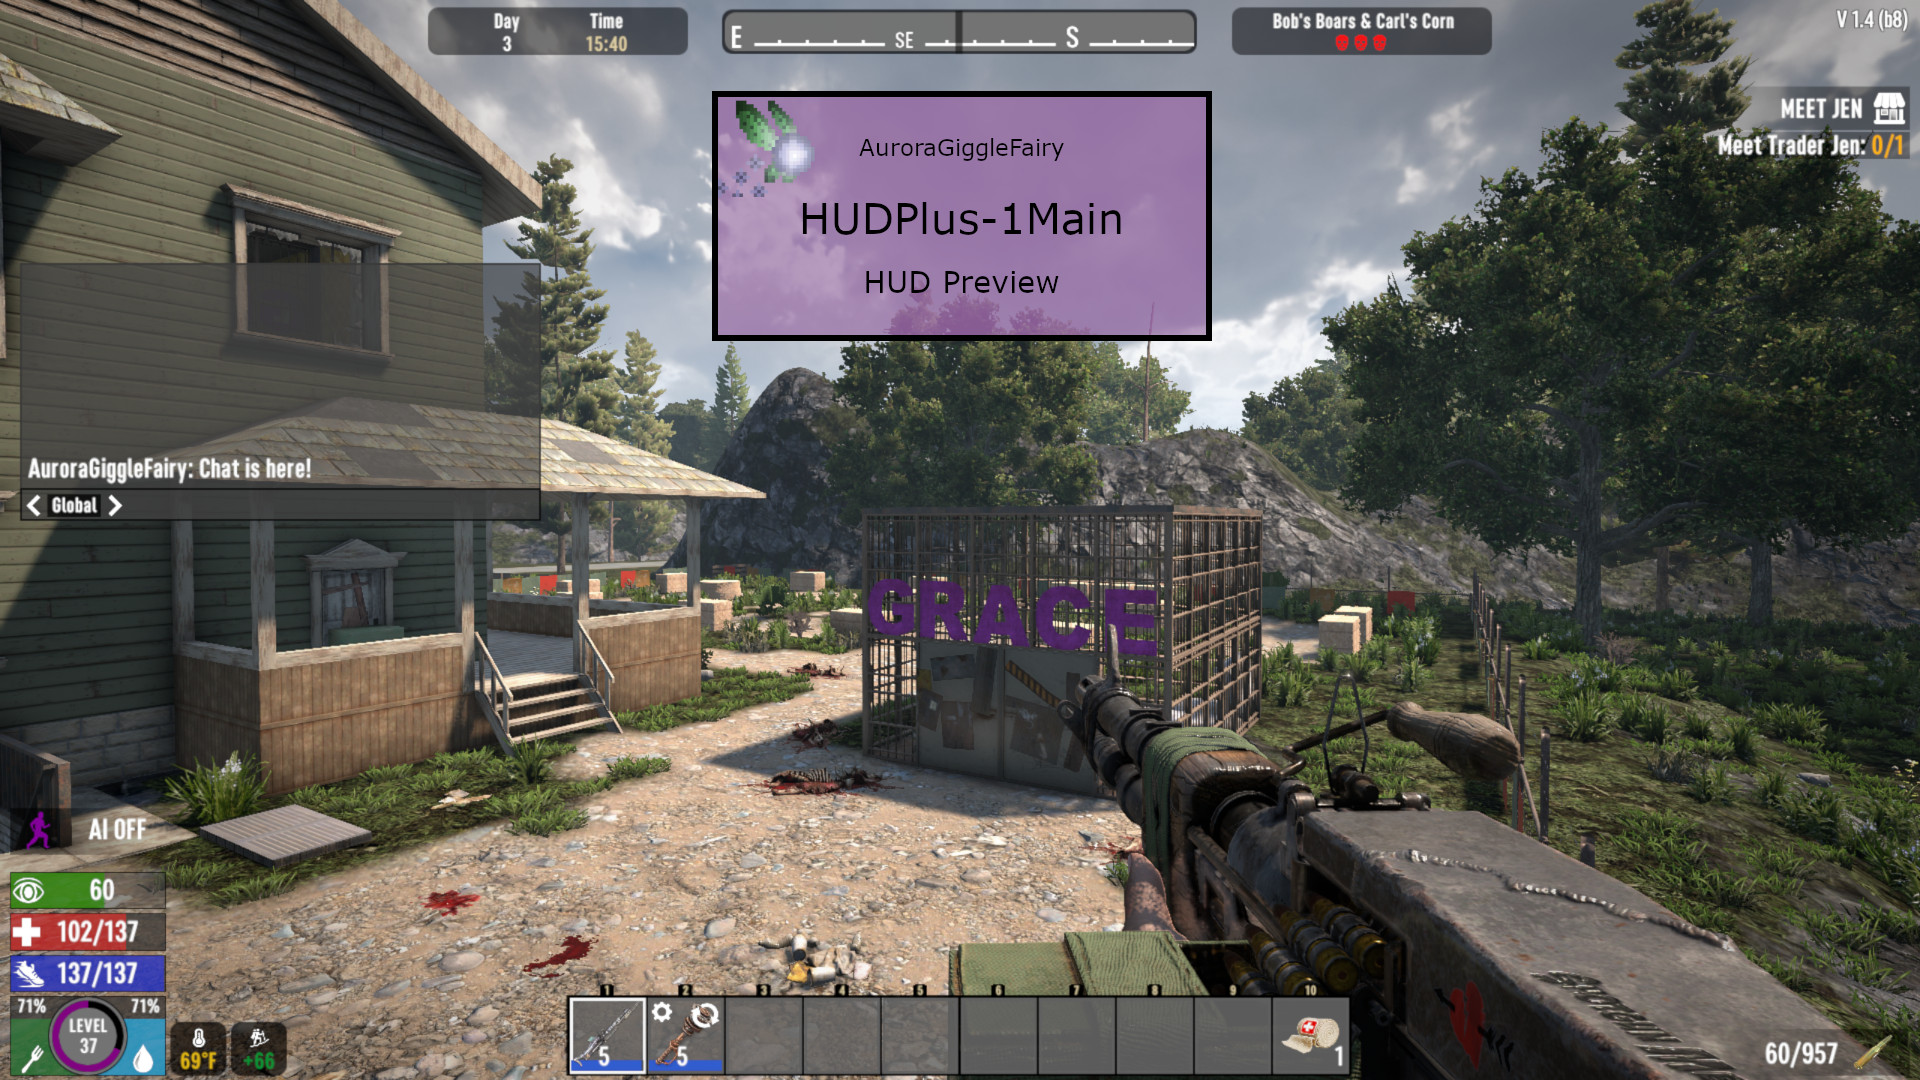 Day
3
Time
15:40
E
SE
S
Bob's Boars & Carl's Corn
V 1.4 (b8)
MEET JEN
Meet Trader Jen: 0/1
AuroraGiggleFairy
HUDPlus-1Main
HUD Preview
AuroraGiggleFairy: Chat is here!
< Global >
GRACE
AI OFF
60
102/137
137/137
71%
71%
LEVEL
37
69°F
+66
1
2
3
4
5
6
7
8
9
10
5
5
1
60/957